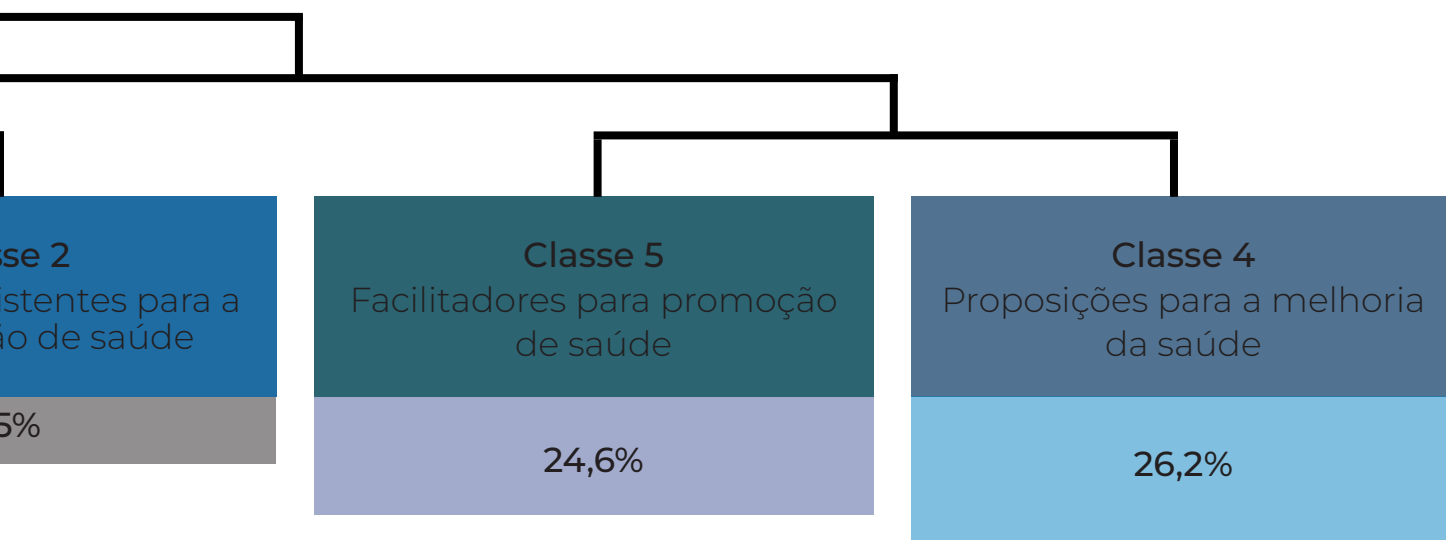 sse 2
istentes para a
ão de saúde
5%
Classe 5
Facilitadores para promoção
de saúde
24,6%
Classe 4
Proposições para a melhoria
da saúde
26,2%